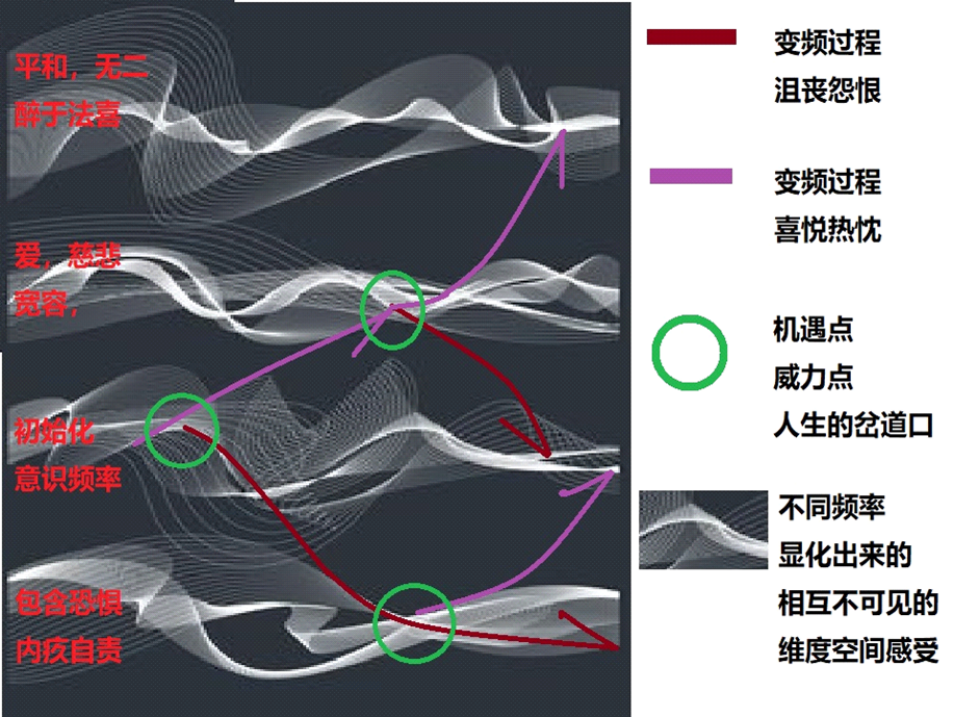 平和，无二
醉于法喜
爱，慈悲
宽容，
初始化
意识频率
包含恐惧
内疚自责
变频过程
沮丧怨恨
变频过程
喜悦热忱
机遇点
威力点
人生的岔道口
不同频率
显化出来的
相互不可见的
维度空间感受